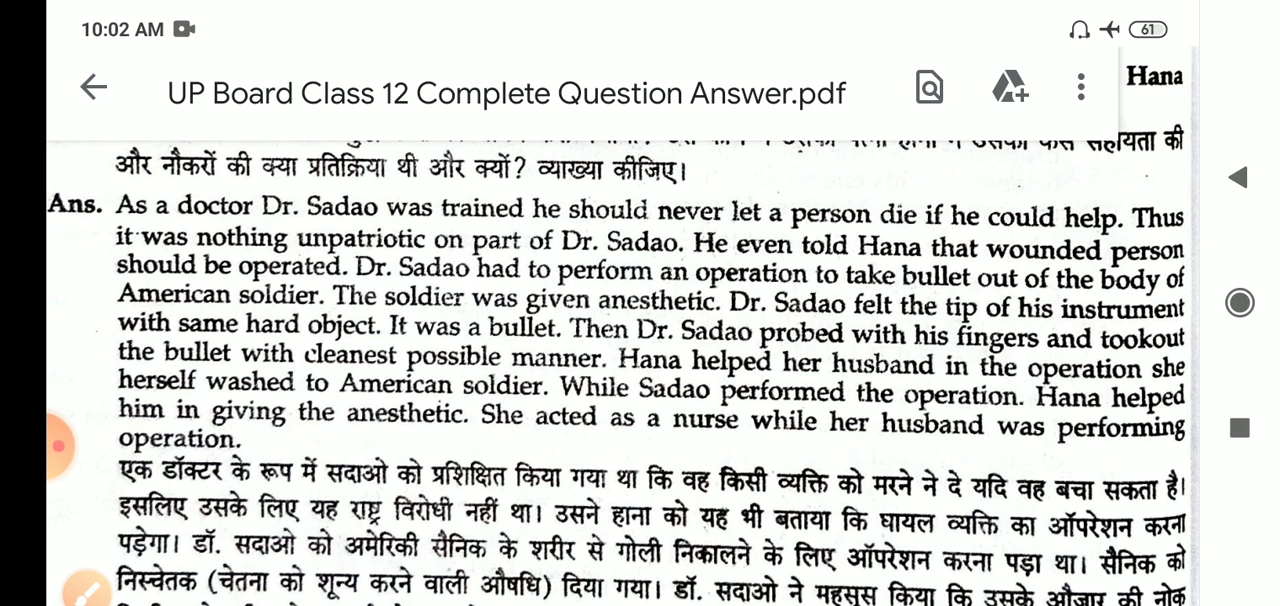 10:02 AM
61
UP Board Class 12 Complete Question Answer.pdf
Hana
सहायता की
और नौकरों की क्या प्रतिक्रिया थी और क्यों? व्याख्या कीजिए।
Ans. As a doctor Dr. Sadao was trained he should never let a person die if he could help. Thus
it was nothing unpatriotic on part of Dr. Sadao. He even told Hana that wounded person
should be operated. Dr. Sadao had to perform an operation to take bullet out of the body of
American soldier. The soldier was given anesthetic. Dr. Sadao felt the tip of his instrument
with same hard object. It was a bullet. Then Dr. Sadao probed with his fingers and tookout
the bullet with cleanest possible manner. Hana helped her husband in the operation she
herself washed to American soldier. While Sadao performed the operation. Hana helped
him in giving the anesthetic. She acted as a nurse while her husband was performing
operation.
एक डॉक्टर के रूप में सदाओ को प्रशिक्षित किया गया था कि वह किसी व्यक्ति को मरने ने दे यदि वह बचा सकता है।
इसलिए उसके लिए यह राष्ट्र विरोधी नहीं था। उसने हाना को यह भी बताया कि घायल व्यक्ति का ऑपरेशन करना
पड़ेगा। डॉ. सदाओ को अमेरिकी सैनिक के शरीर से गोली निकालने के लिए ऑपरेशन करना पड़ा था। सैनिक को
निस्चेतक (चेतना को शून्य करने वाली औषधि) दिया गया। डॉ. सदाओ ने महसूस किया कि उसके औजार की नोक